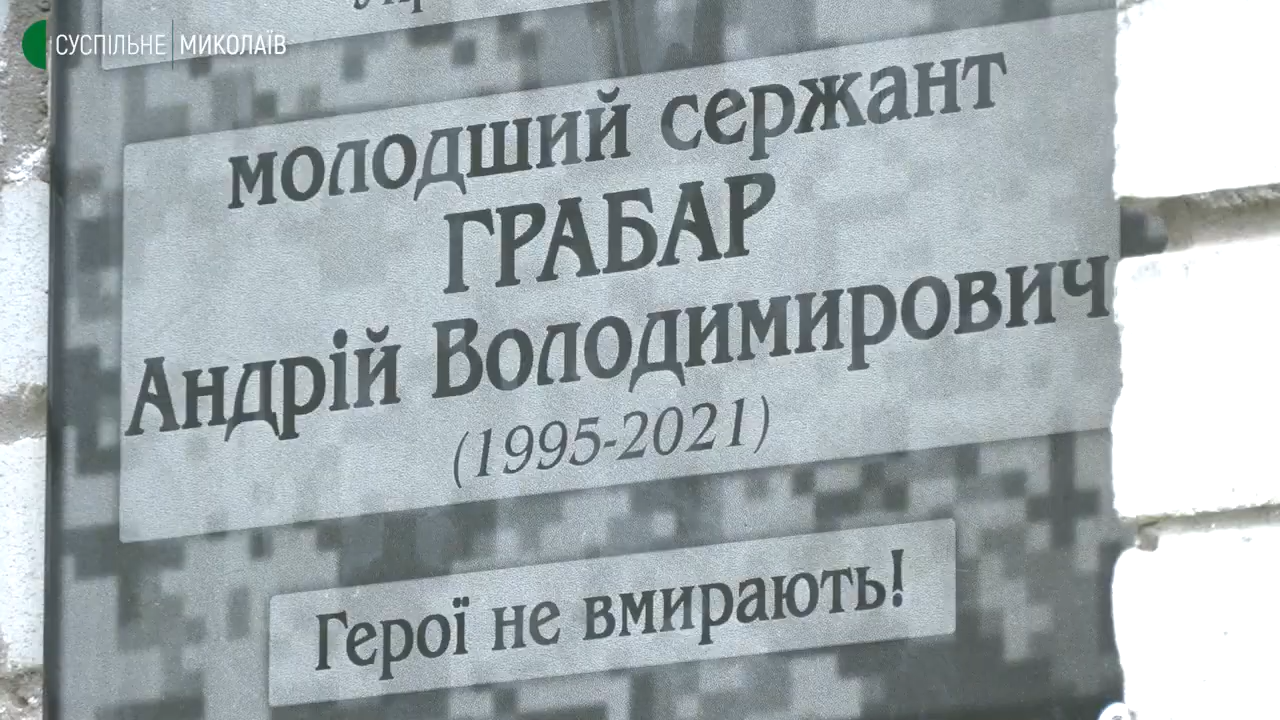 СУСПІЛЬНЕ МИКОЛАЇВ
молодший сержант
ГРАБАР
Андрій Володимирович
(1995-2021)
Герої не вмирають!